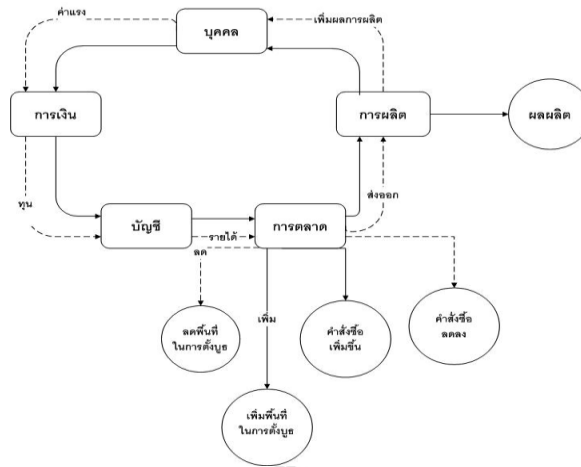 บุคคล
ค่าแรง
เพิ่มผลการผลิต
การเงิน
การผลิต
ผลผลิต
ทุน
ส่งออก
บัญชี
รายได้
การตลาด
ลด
เพิ่ม
ลดพื้นที่
ในการตั้งบูธ
คำสั่งซื้อ
เพิ่มขึ้น
คำสั่งซื้อ
ลดลง
เพิ่มพื้นที่
ในการตั้งบูธ